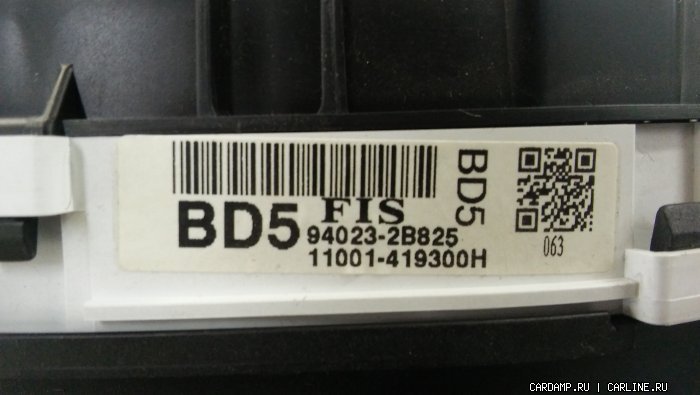 FIS
BD5
BD5
94023-2B825
11001-419300H
063
CARDAMP.RU | CARLINE.RU